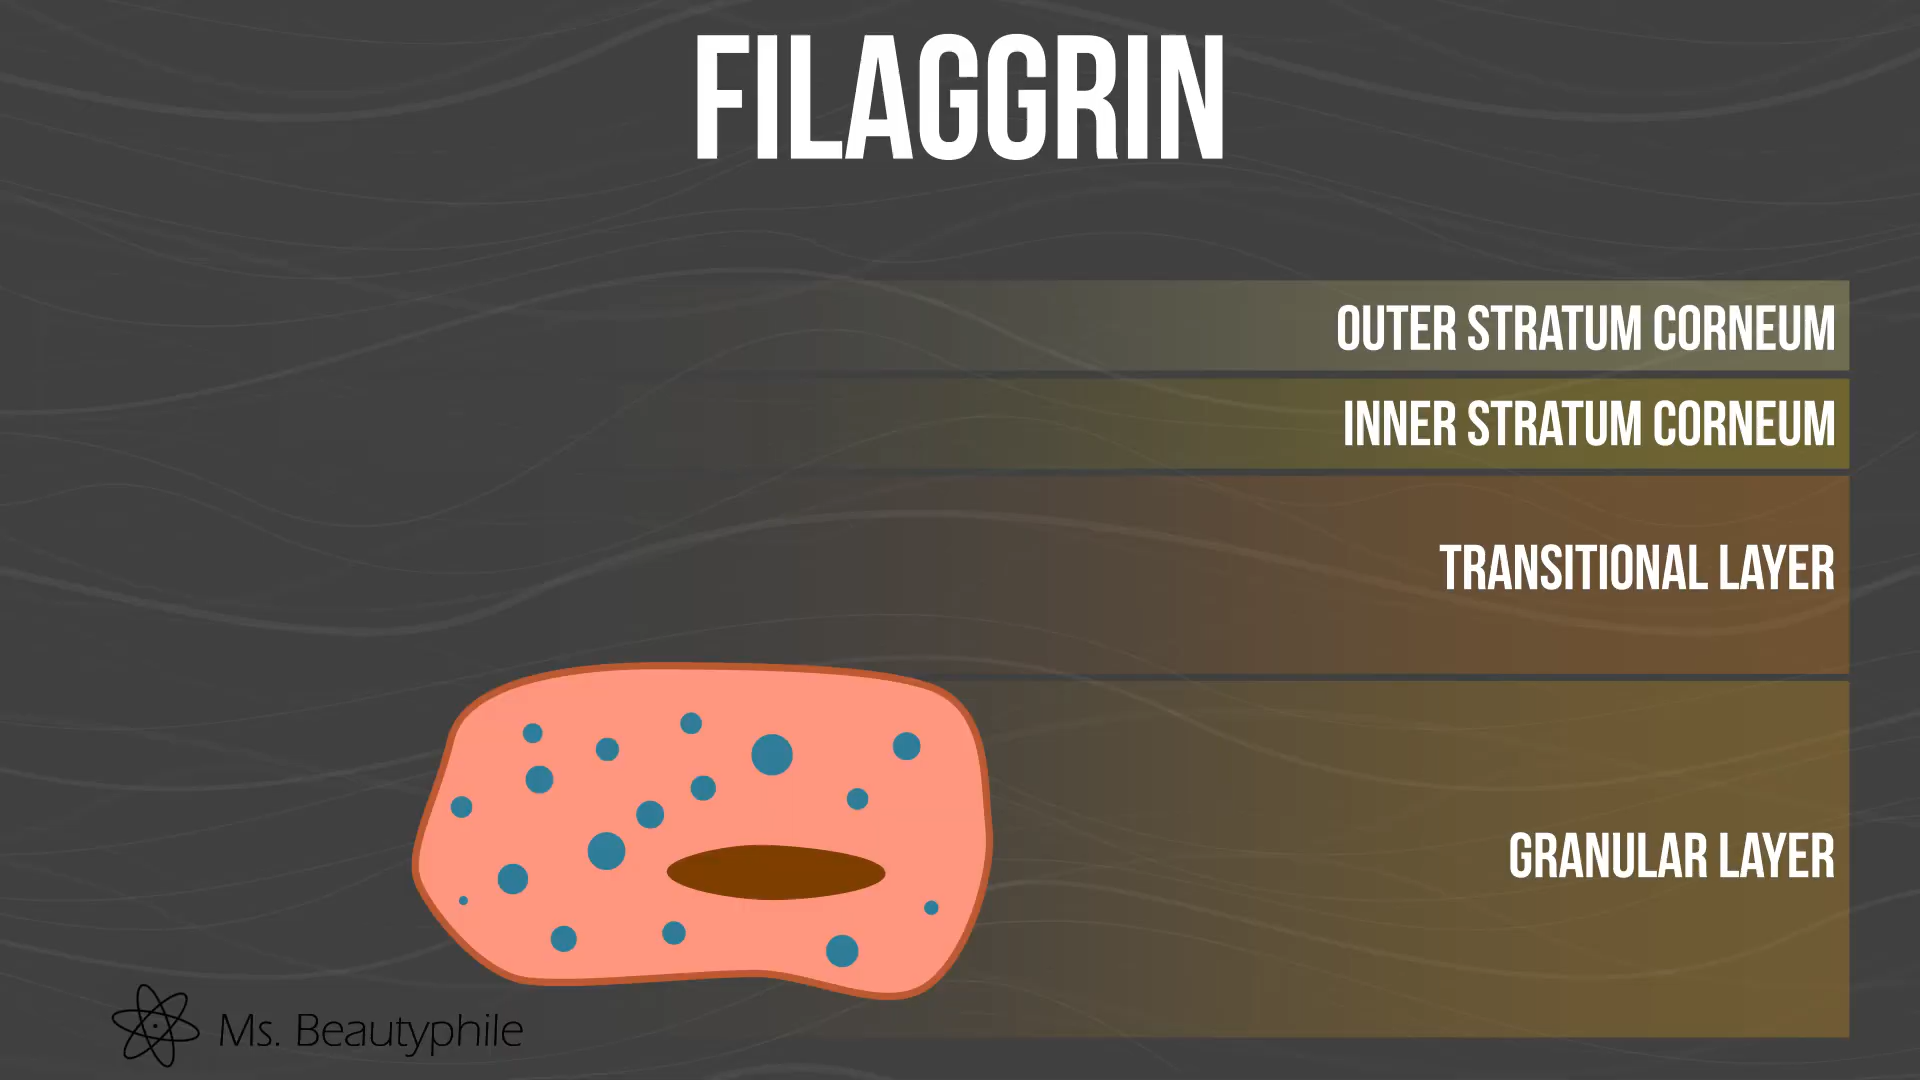 FILAGGRIN
OUTER STRATUM CORNEUM
INNER STRATUM CORNEUM
TRANSITIONAL LAYER
GRANULAR LAYER
Ms. Beautyphile